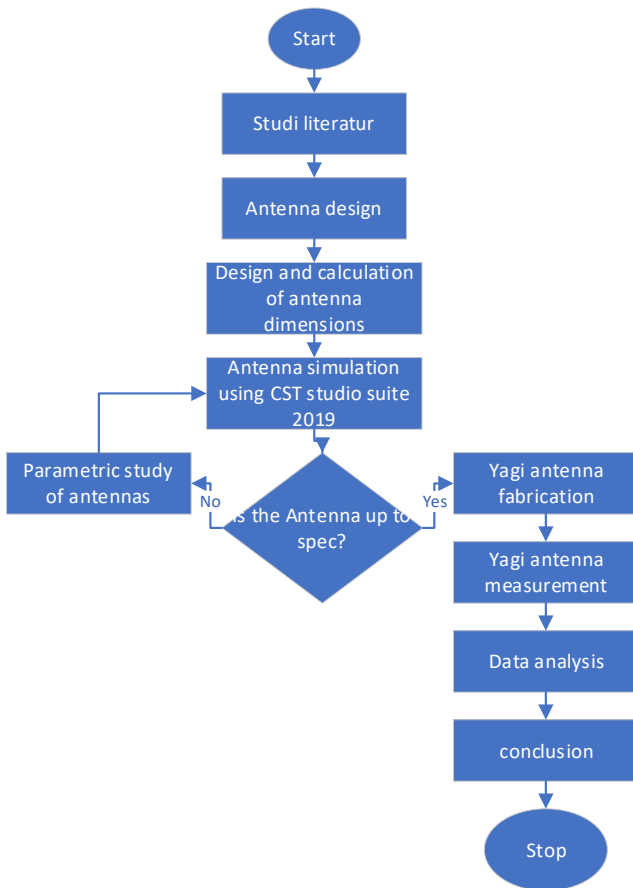 Start
Studi literatur
Antenna design
Design and calculation
of antenna
dimensions
Antenna simulation
using CST studio suite
2019
Parametric study
of antennas
No
Is the Antenna up to
spec?
Yes
Yagi antenna
fabrication
Yagi antenna
measurement
Data analysis
conclusion
Stop